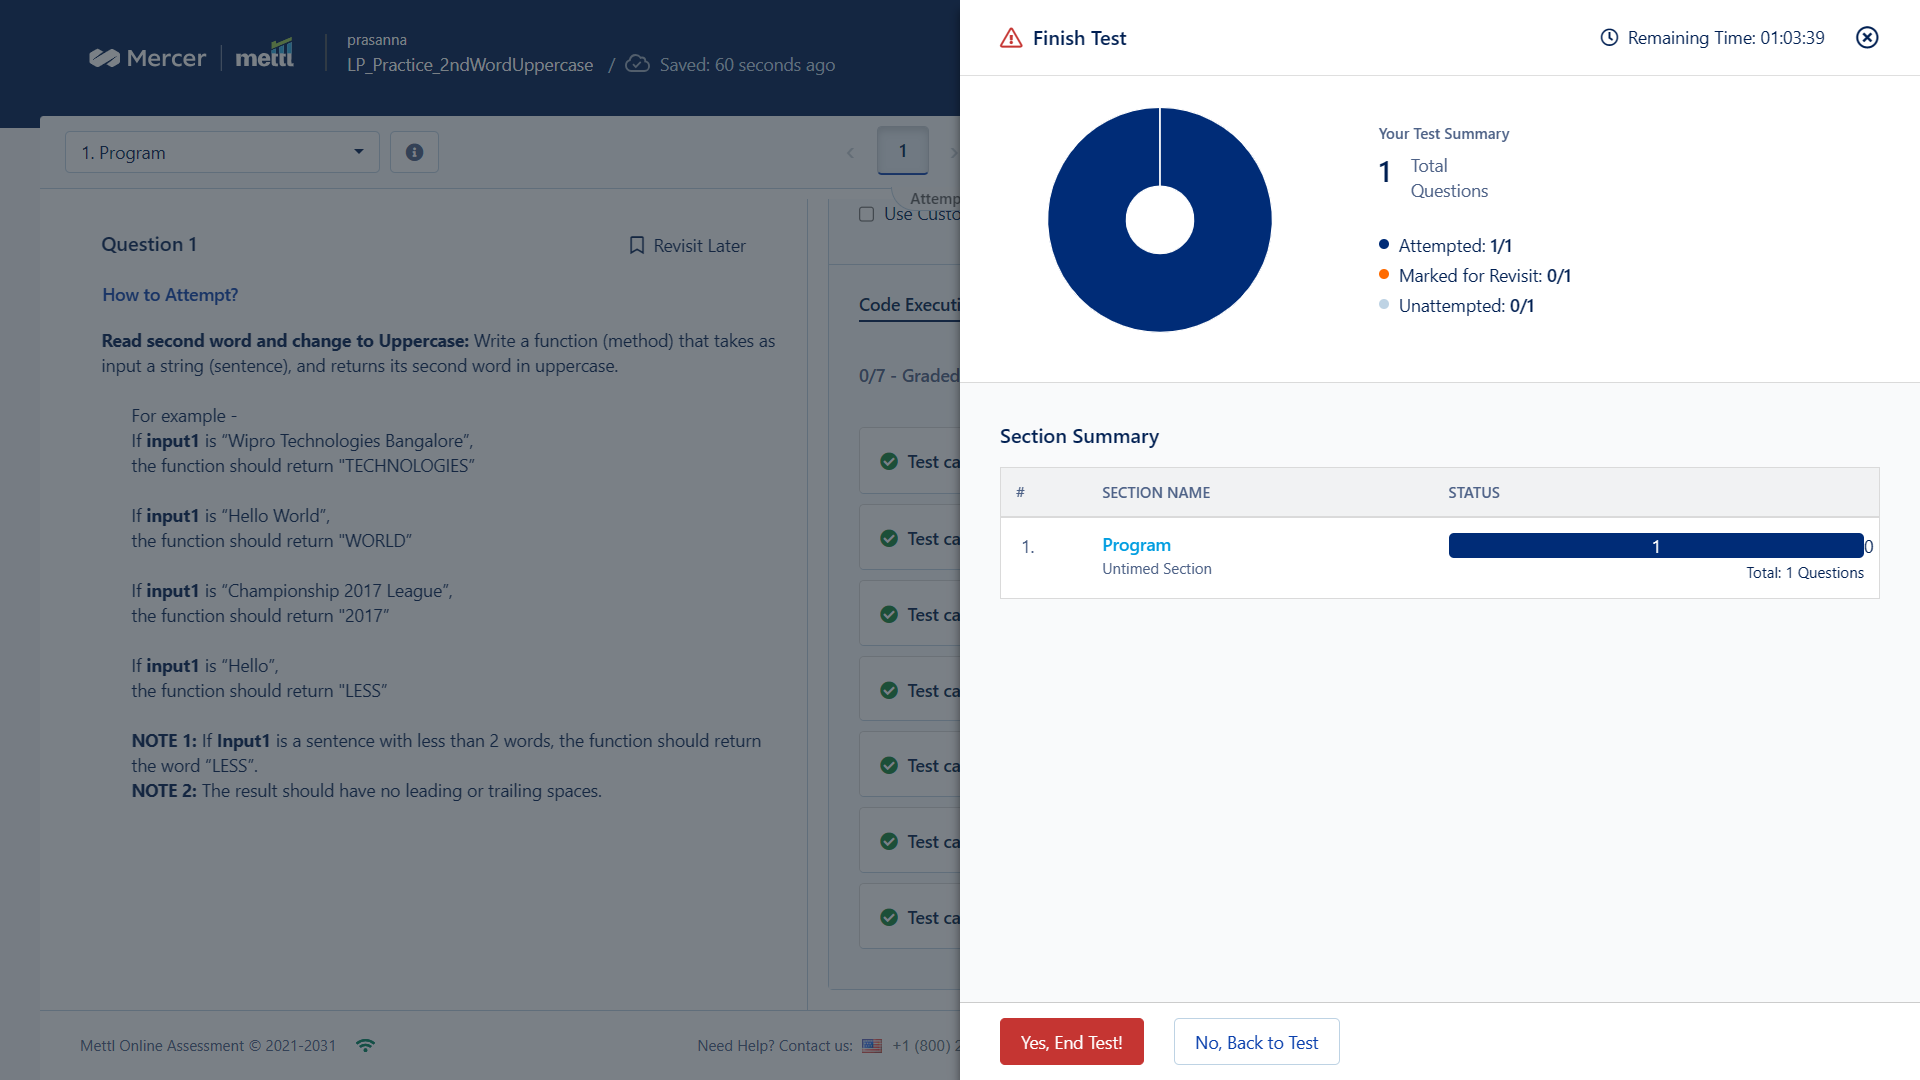 Mercer mettl
prasanna
LP_Practice_2ndWordUppercase / Saved: 60 seconds ago
1. Program
1
Attemp
Use Custo
Question 1
Revisit Later
How to Attempt?
Read second word and change to Uppercase: Write a function (method) that takes as
input a string (sentence), and returns its second word in uppercase.
For example -
If input1 is “Wipro Technologies Bangalore”,
the function should return "TECHNOLOGIES”
If input1 is “Hello World”,
the function should return "WORLD”
If input1 is “Championship 2017 League”,
the function should return "2017”
If input1 is “Hello”,
the function should return "LESS”
NOTE 1: If Input1 is a sentence with less than 2 words, the function should return
the word “LESS”.
NOTE 2: The result should have no leading or trailing spaces.
Code Executi
0/7 - Graded
Test ca
Test ca
Test ca
Test ca
Test ca
Test ca
Test ca
Mettl Online Assessment © 2021-2031
Need Help? Contact us: +1 (800) 2
Finish Test
Remaining Time: 01:03:39
Your Test Summary
1 Total
Questions
Attempted: 1/1
Marked for Revisit: 0/1
Unattempted: 0/1
Section Summary
# SECTION NAME STATUS
1. Program 1 0
Untimed Section
Total: 1 Questions
Yes, End Test!
No, Back to Test